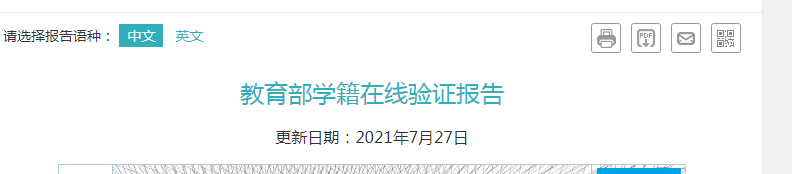 请选择报告语种： 中文 英文 PDF
教育部学籍在线验证报告
更新日期：2021年7月27日